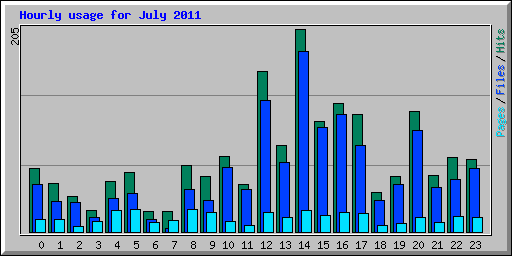 Hourly usage for July 2011
205
Pages / Files / Hits
0 1 2 3 4 5 6 7 8 9 10 11 12 13 14 15 16 17 18 19 20 21 22 23